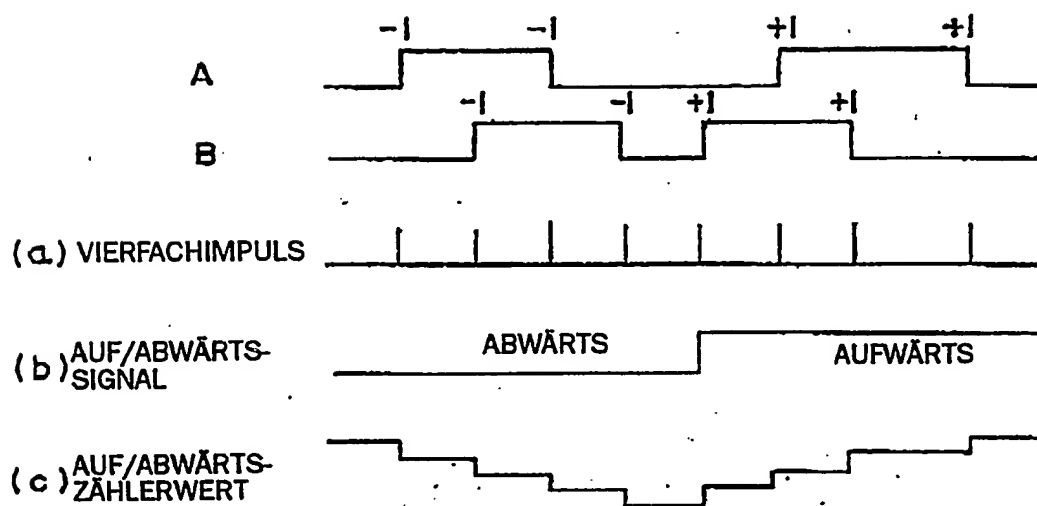 -1 -1 +1 +1
A
-1 -1 +1 +1
B
(a) VIERFACHIMPULS
(b) AUF/ABWÄRTS-
SIGNAL
ABWÄRTS
AUFWÄRTS
(c) AUF/ABWÄRTS-
ZÄHLERWERT